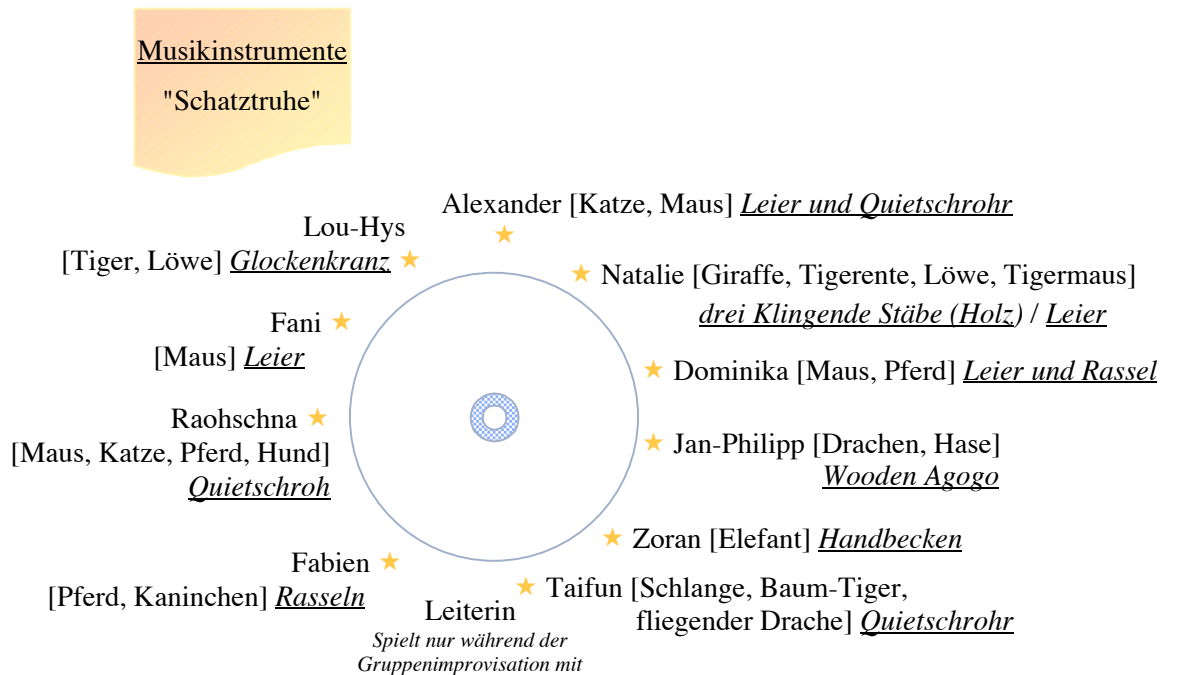 Musikinstrumente
"Schatztruhe"
Alexander [Katze, Maus] Leier und Quietschrohr
Lou-Hys
[Tiger, Löwe] Glockenkranz
Natalie [Giraffe, Tigerente, Löwe, Tigermaus]
drei Klingende Stäbe (Holz) / Leier
Fani
[Maus] Leier
Dominika [Maus, Pferd] Leier und Rassel
Raohschna
[Maus, Katze, Pferd, Hund]
Quietschroh
Jan-Philipp [Drachen, Hase]
Wooden Agogo
Zoran [Elefant] Handbecken
Fabien
[Pferd, Kaninchen] Rasseln
Taifun [Schlange, Baum-Tiger,
fliegender Drache] Quietschrohr
Leiterin
Spielt nur während der
Gruppenimprovisation mit